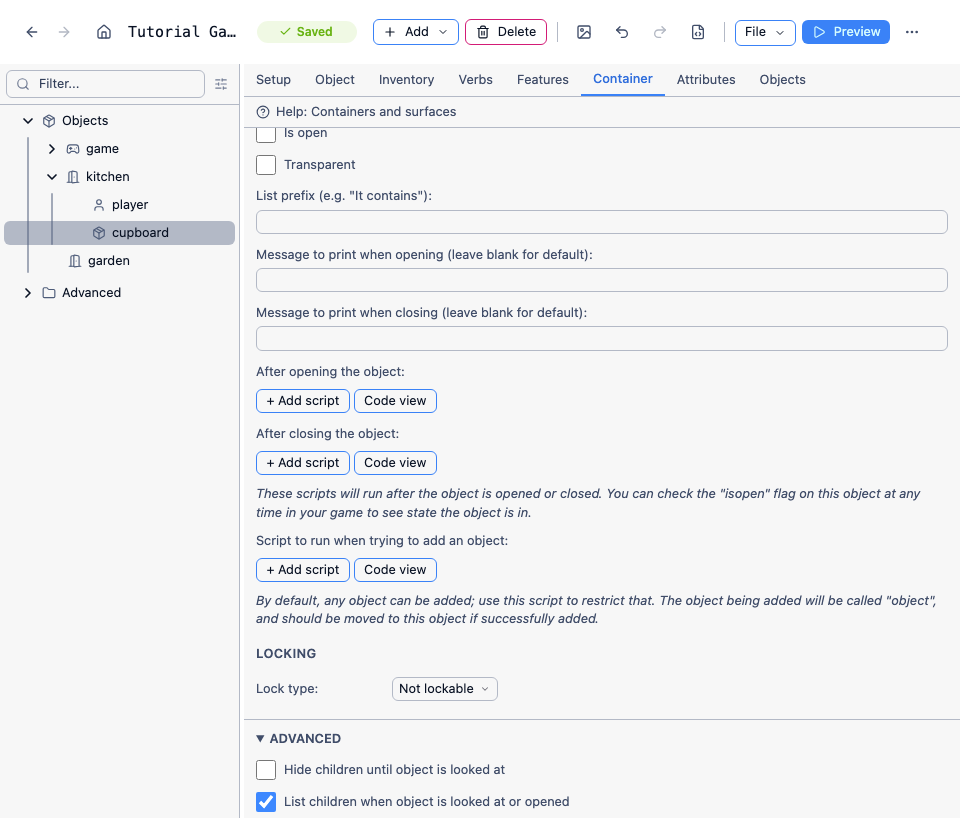 Tutorial Ga…
Saved
Add
Delete
File
Preview
Filter...
Objects
game
kitchen
player
cupboard
garden
Advanced
Setup
Object
Inventory
Verbs
Features
Container
Attributes
Objects
Help: Containers and surfaces
Is open
Transparent
List prefix (e.g. "It contains"):
Message to print when opening (leave blank for default):
Message to print when closing (leave blank for default):
After opening the object:
+ Add script
Code view
After closing the object:
+ Add script
Code view
These scripts will run after the object is opened or closed. You can check the "isopen" flag on this object at any
time in your game to see state the object is in.
Script to run when trying to add an object:
+ Add script
Code view
By default, any object can be added; use this script to restrict that. The object being added will be called "object",
and should be moved to this object if successfully added.
LOCKING
Lock type:
Not lockable
ADVANCED
Hide children until object is looked at
List children when object is looked at or opened